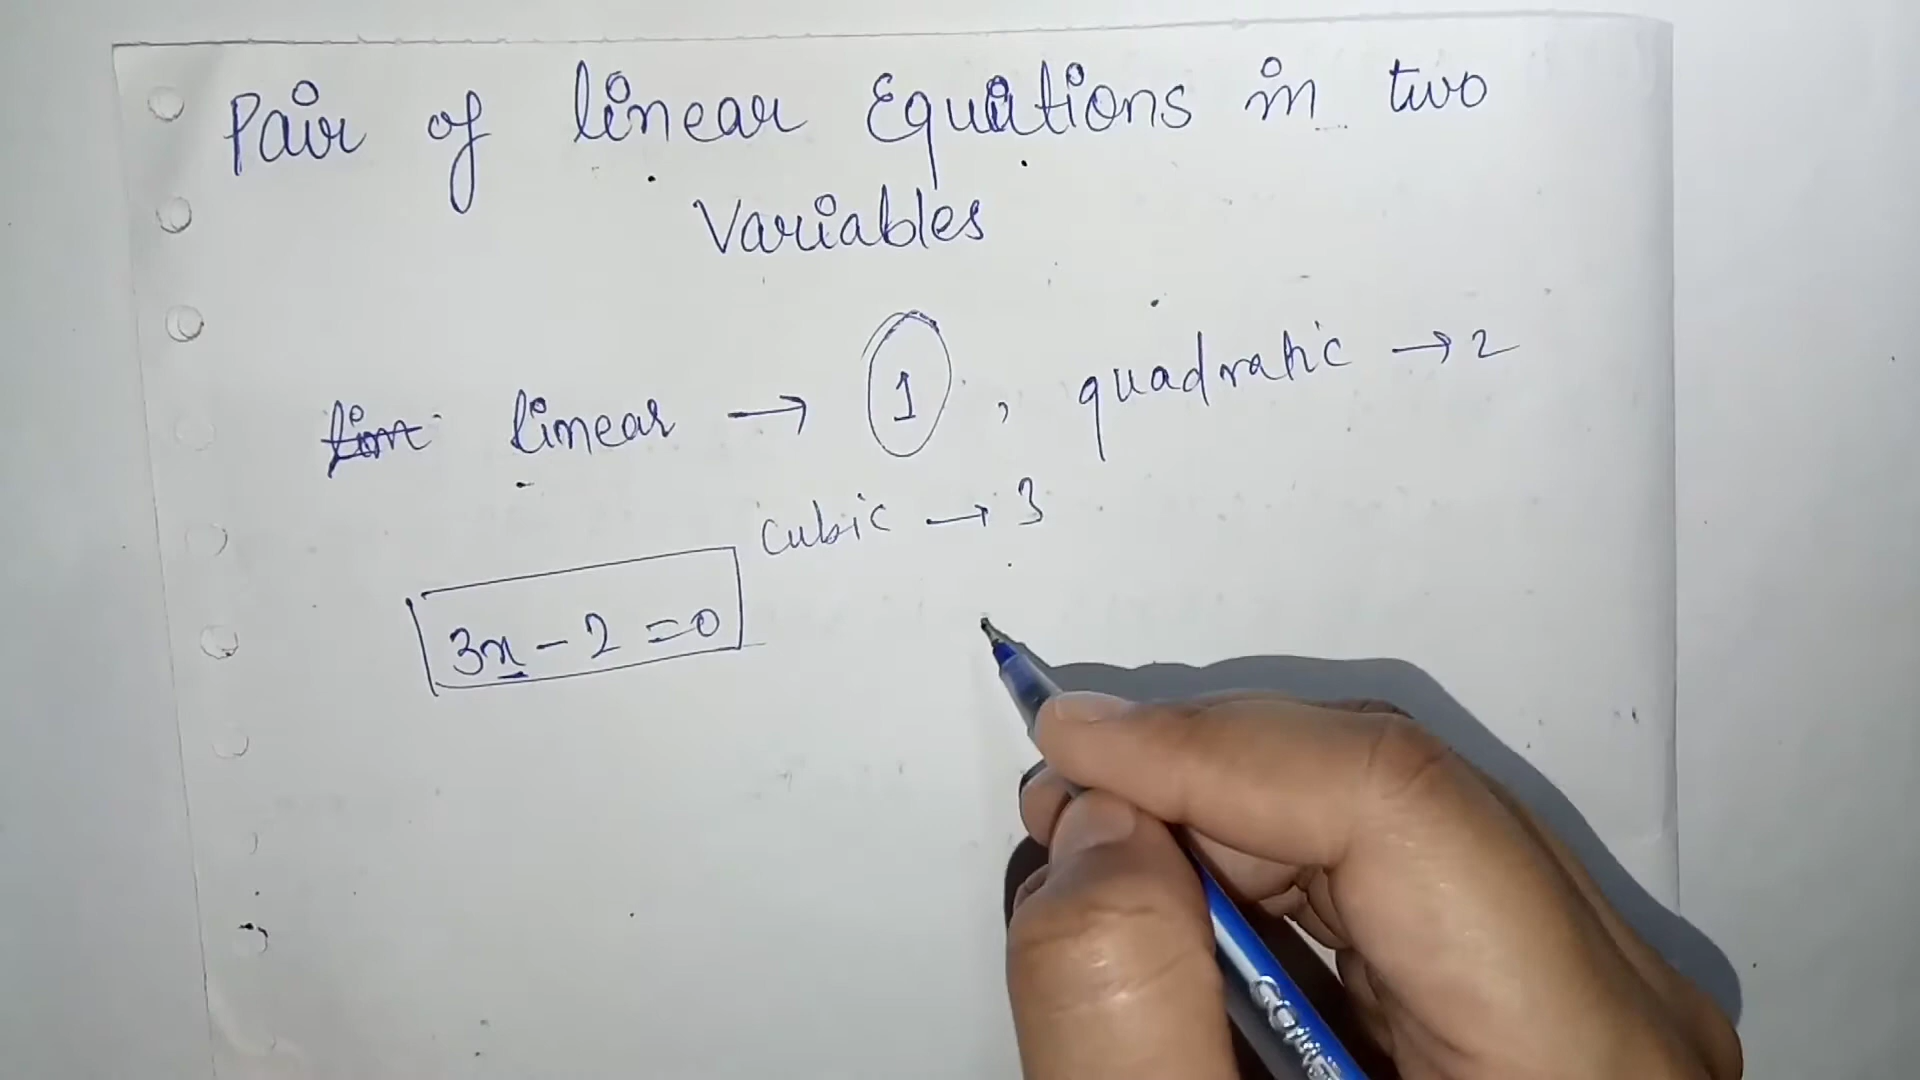 Pair of linear Equations in two
Variables
linear → 1 , quadratic → 2
cubic → 3
3x - 2 = 0